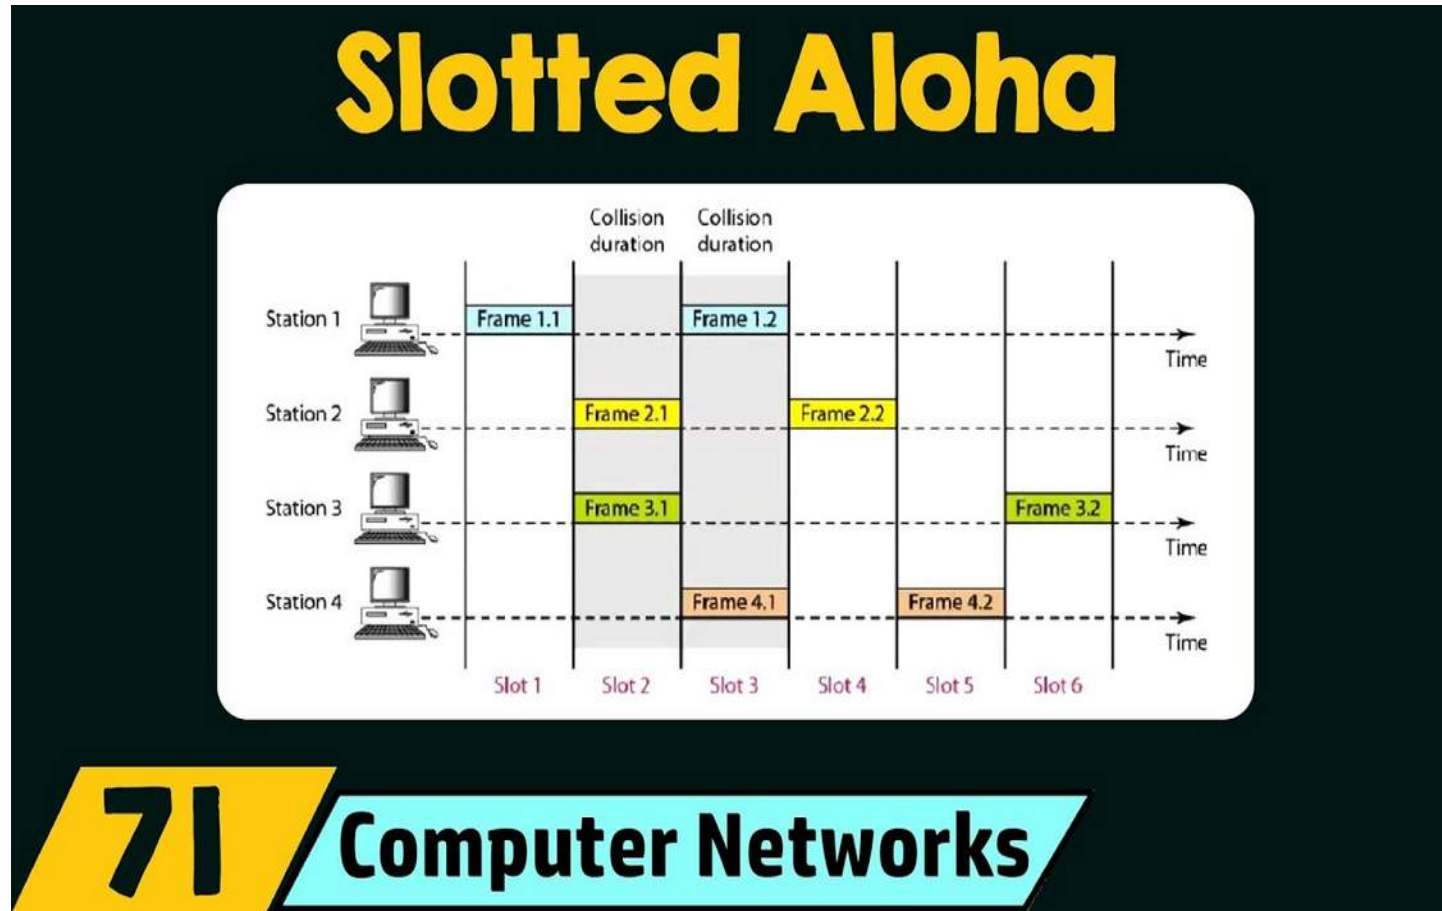 Slotted Aloha
Collision Collision
duration duration
Station 1 Frame 1.1 Frame 1.2
Time
Station 2 Frame 2.1 Frame 2.2
Time
Station 3 Frame 3.1 Frame 3.2
Time
Station 4 Frame 4.1 Frame 4.2
Time
Slot 1 Slot 2 Slot 3 Slot 4 Slot 5 Slot 6
71 Computer Networks